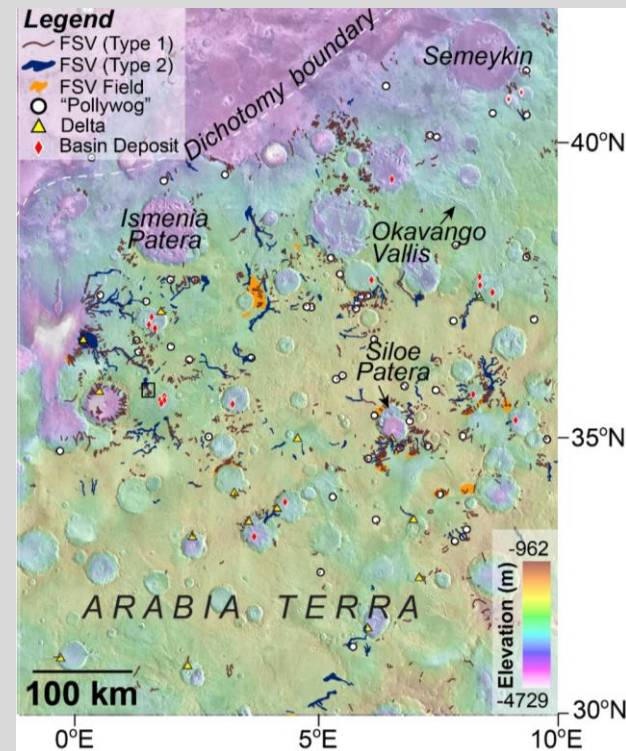 Legend
FSV (Type 1)
FSV (Type 2)
FSV Field
"Pollywog"
Delta
Basin Deposit
Dichotomy boundary
Semeykin
40°N
Ismenia
Patera
Okavango
Vallis
Siloe
Patera
35°N
ARABIA TERRA
Elevation (m)
-962
-4729
100 km
30°N
0°E
5°E
10°E